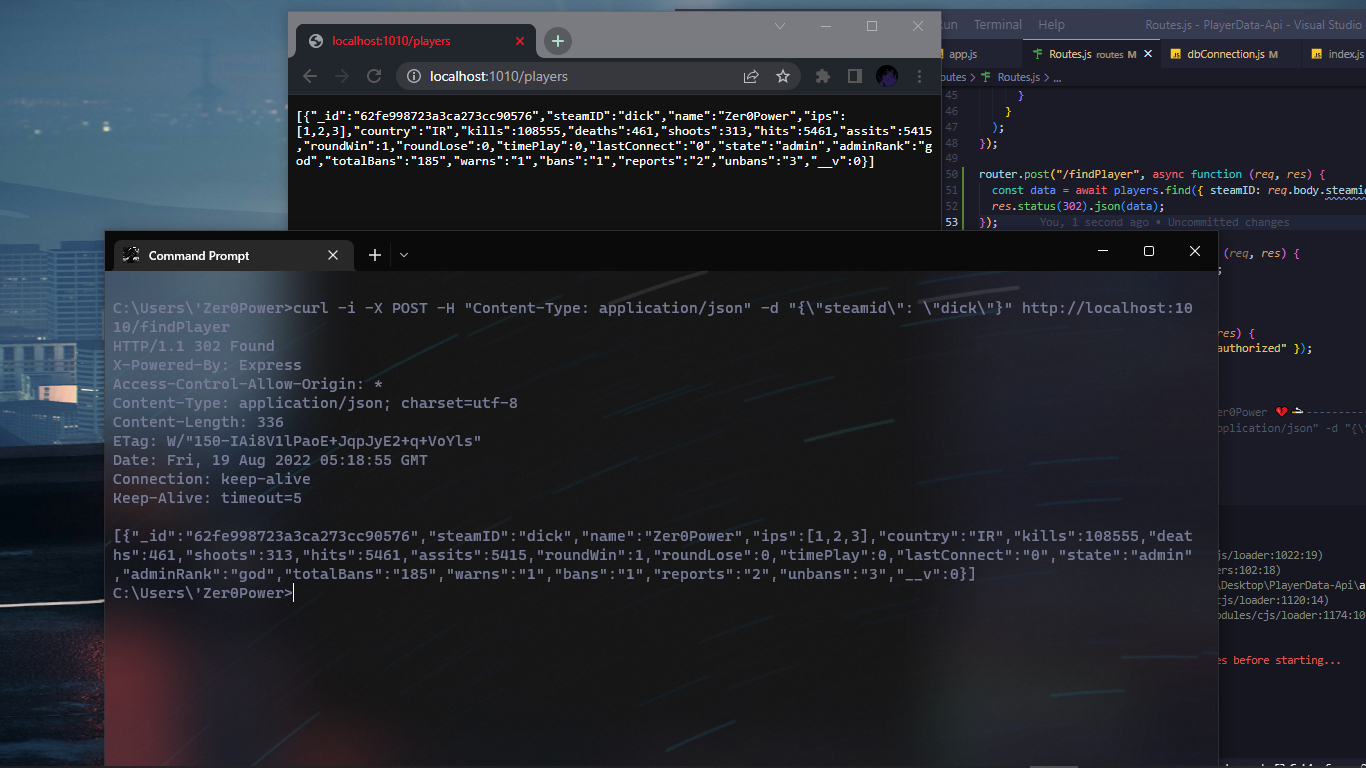 localhost:1010/players
localhost:1010/players
[{"_id":"62fe998723a3ca273cc90576","steamID":"dick","name":"Zer0Power","ips":
[1,2,3],"country":"IR","kills":108555,"deaths":461,"shoots":313,"hits":5461,"assits":5415
,"roundWin":1,"roundLose":0,"timePlay":0,"lastConnect":"0","state":"admin","adminRank":"g
od","totalBans":"185","warns":"1","bans":"1","reports":"2","unbans":"3","__v":0}]
Terminal Help Routes.js - PlayerData-Api - Visual Studio
app.js Routes.js routes M dbConnection.js M index.js
Routes.js > ...
45 }
46 }
47 );
48 });
49
50 router.post("/findPlayer", async function (req, res) {
51 const data = await players.find({ steamID: req.body.steamid
52 res.status(302).json(data);
53 }); You, 1 second ago • Uncommitted changes
(req, res) {
;
res) {
authorized" });
Command Prompt
C:\Users\'Zer0Power>curl -i -X POST -H "Content-Type: application/json" -d "{\"steamid\": \"dick\"}" http://localhost:10
10/findPlayer
HTTP/1.1 302 Found
X-Powered-By: Express
Access-Control-Allow-Origin: *
Content-Type: application/json; charset=utf-8
Content-Length: 336
ETag: W/"150-IAi8V1lPaoE+JqpJyE2+q+VoYls"
Date: Fri, 19 Aug 2022 05:18:55 GMT
Connection: keep-alive
Keep-Alive: timeout=5
[{"_id":"62fe998723a3ca273cc90576","steamID":"dick","name":"Zer0Power","ips":[1,2,3],"country":"IR","kills":108555,"deat
hs":461,"shoots":313,"hits":5461,"assits":5415,"roundWin":1,"roundLose":0,"timePlay":0,"lastConnect":"0","state":"admin"
,"adminRank":"god","totalBans":"185","warns":"1","bans":"1","reports":"2","unbans":"3","__v":0}]
C:\Users\'Zer0Power>
er0Power 💔🚬-----------
pplication/json" -d "{\"
js/loader:1022:19)
ers:102:18)
\Desktop\PlayerData-Api\a
cjs/loader:1120:14)
odules/cjs/loader:1174:10
es before starting...